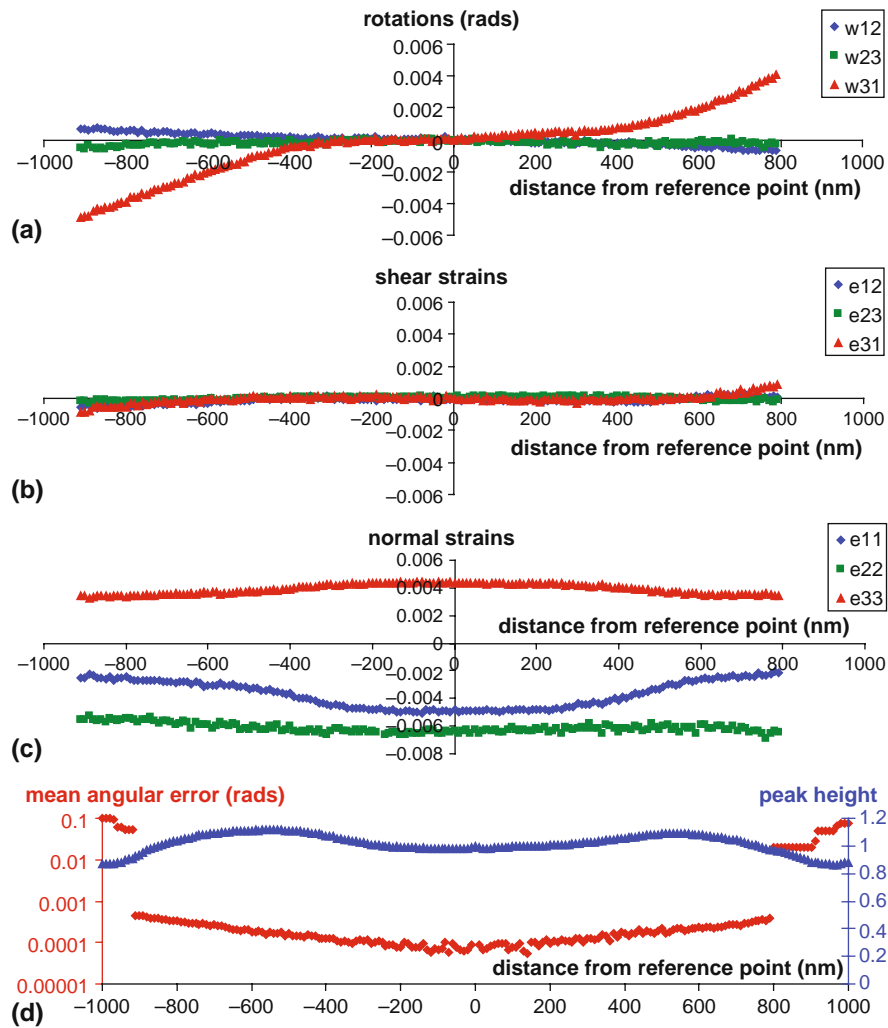 rotations (rads)
0.006
0.004
0.002
0
−0.002
−0.004
−0.006
−1000 −800 −600 −400 −200 0 200 400 600 800 1000
distance from reference point (nm)
w12
w23
w31
(a)
shear strains
0.006
0.004
0.002
0
−0.002
−0.004
−0.006
−1000 −800 −600 −400 −200 0 200 400 600 800 1000
distance from reference point (nm)
e12
e23
e31
(b)
normal strains
0.006
0.004
0.002
0
−0.002
−0.004
−0.006
−0.008
−1000 −800 −600 −400 −200 0 200 400 600 800 1000
distance from reference point (nm)
e11
e22
e33
(c)
mean angular error (rads)
peak height
0.1
0.01
0.001
0.0001
0.00001
1.2
1
0.8
0.6
0.4
0.2
0
distance from reference point (nm)
−1000 −800 −600 −400 −200 0 200 400 600 800 1000
(d)